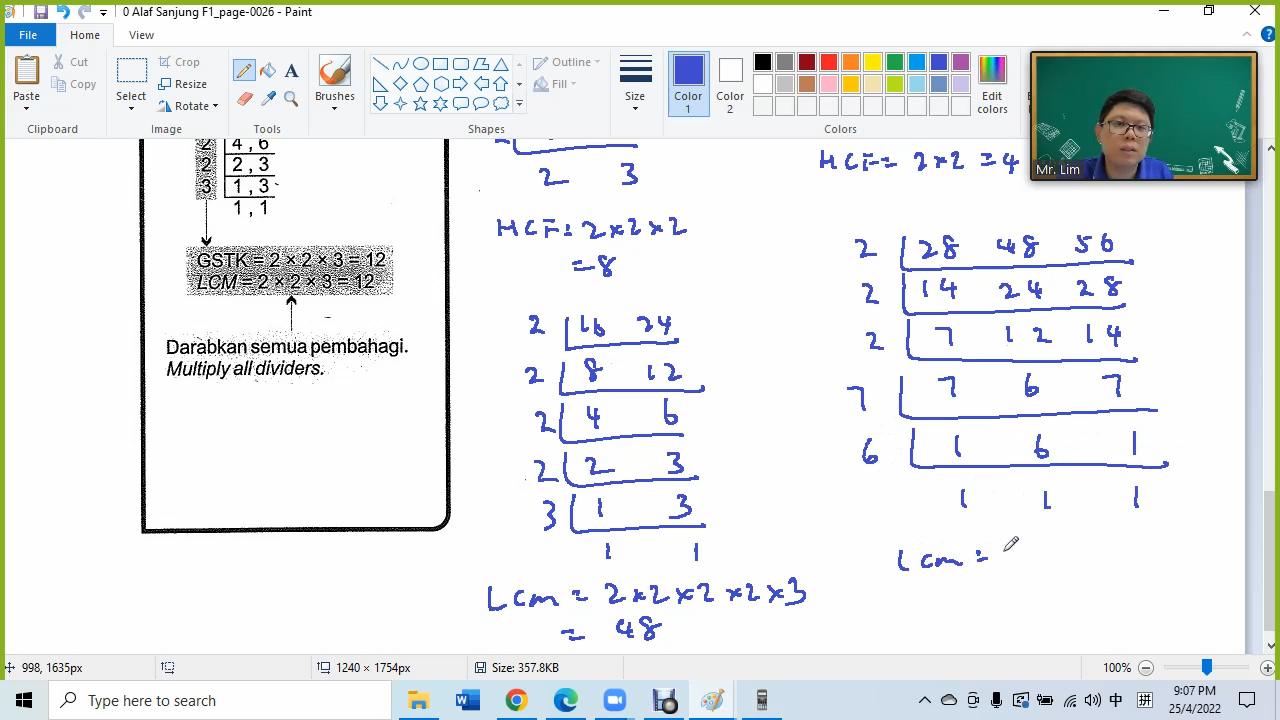 0 Alaf Sanjung F1_page-0026 - Paint
File Home View
Paste Cut Copy Clipboard
Select Crop Resize Rotate Image
Tools
Brushes
Outline Fill Shapes
Size
Color 1 Color 2 Edit colors Colors
Mr. Lim
2 4 , 6
2 2 , 3
3 1 , 3
1 , 1
GSTK = 2 × 2 × 3 = 12
LCM = 2 × 2 × 3 = 12
Darabkan semua pembahagi.
Multiply all dividers.
2 3
HCF = 2 × 2 × 2
= 8
2 16 24
2 8 12
2 4 6
2 2 3
3 1 3
1 1
LCM = 2 × 2 × 2 × 2 × 3
= 48
HCF = 2 × 2 = 4
2 28 48 56
2 14 24 28
2 7 12 14
7 7 6 7
6 1 6 1
1 1 1
Lcm =
998, 1635px 1240 × 1754px Size: 357.8KB 100%
Type here to search
中 拼 9:07 PM
25/4/2022